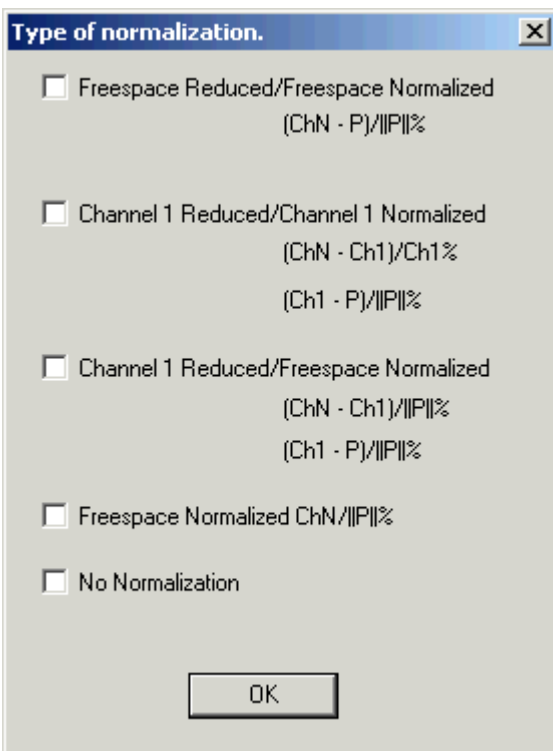 Type of normalization.
Freespace Reduced/Freespace Normalized
(ChN - P)/||P||%
Channel 1 Reduced/Channel 1 Normalized
(ChN - Ch1)/Ch1%
(Ch1 - P)/||P||%
Channel 1 Reduced/Freespace Normalized
(ChN - Ch1)/||P||%
(Ch1 - P)/||P||%
Freespace Normalized ChN/||P||%
No Normalization
OK